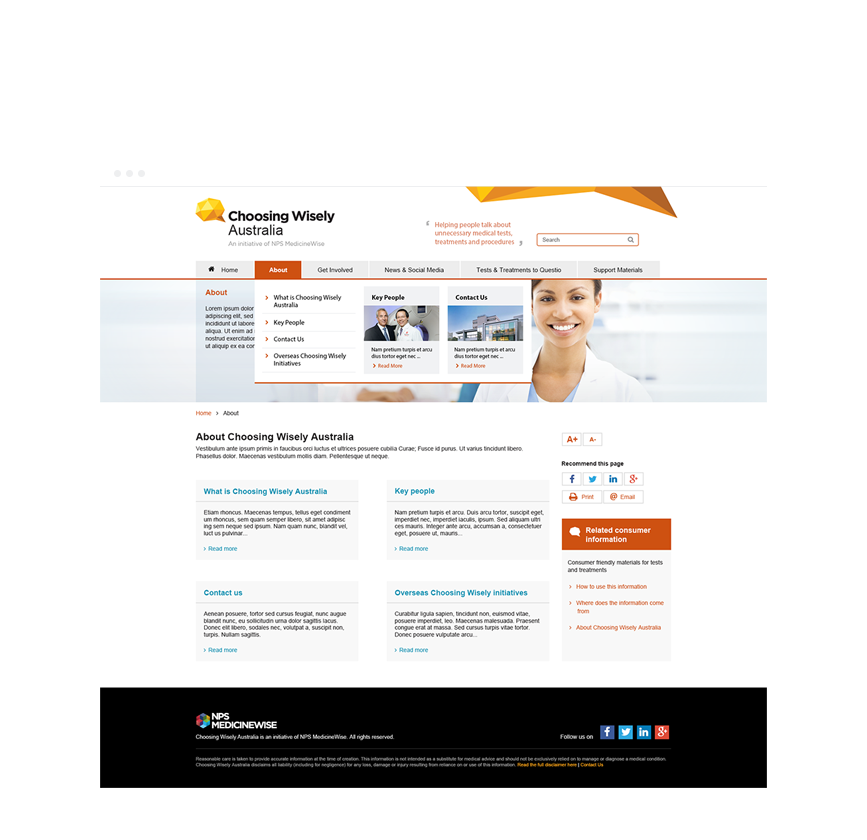 Choosing Wisely
Australia
An initiative of NPS MedicineWise
Helping people talk about
unnecessary medical tests,
treatments and procedures
Search
Home
About
Get Involved
News & Social Media
Tests & Treatments to Questio
Support Materials
About
Lorem ipsum dolor
adipiscing elit, sed
incididunt ut labore
aliqua. Ut enim ad
nostrud exercitation
ut aliquip ex ea cor
What is Choosing Wisely
Australia
Key People
Contact Us
Overseas Choosing Wisely
Initiatives
Key People
Nam pretium turpis et arcu
dius tortor eget nec ...
Read More
Contact Us
Nam pretium turpis et arcu
dius tortor eget nec ...
Read More
Home > About
About Choosing Wisely Australia
Vestibulum ante ipsum primis in faucibus orci luctus et ultrices posuere cubilia Curae; Fusce id purus. Ut varius tincidunt libero.
Phasellus dolor. Maecenas vestibulum mollis diam. Pellentesque ut neque.
What is Choosing Wisely Australia
Etiam rhoncus. Maecenas tempus, tellus eget condiment
um rhoncus, sem quam semper libero, sit amet adipisc
ing sem neque sed ipsum. Nam quam nunc, blandit vel,
luct us pulvinar...
Read more
Key people
Nam pretium turpis et arcu. Duis arcu tortor, suscipit eget,
imperdiet nec, imperdiet iaculis, ipsum. Sed aliquam ultri
ces mauris. Integer ante arcu, accumsan a, consectetuer
eget, posuere ut, mauris...
Read more
Contact us
Aenean posuere, tortor sed cursus feugiat, nunc augue
blandit nunc, eu sollicitudin urna dolor sagittis lacus.
Donec elit libero, sodales nec, volutpat a, suscipit non,
turpis. Nullam sagittis.
Read more
Overseas Choosing Wisely initiatives
Curabitur ligula sapien, tincidunt non, euismod vitae,
posuere imperdiet, leo. Maecenas malesuada. Praesent
congue erat at massa. Sed cursus turpis vitae tortor.
Donec posuere vulputate arcu...
Read more
A+ A-
Recommend this page
Print
@ Email
Related consumer
information
Consumer friendly materials for tests
and treatments
How to use this information
Where does the information come
from
About Choosing Wisely Australia
NPS
MEDICINEWISE
Choosing Wisely Australia is an initiative of NPS MedicineWise. All rights reserved.
Follow us on
Reasonable care is taken to provide accurate information at the time of creation. This information is not intended as a substitute for medical advice and should not be exclusively relied on to manage or diagnose a medical condition.
Choosing Wisely Australia disclaims all liability (including for negligence) for any loss, damage or injury resulting from reliance on or use of this information. Read the full disclaimer here | Contact Us